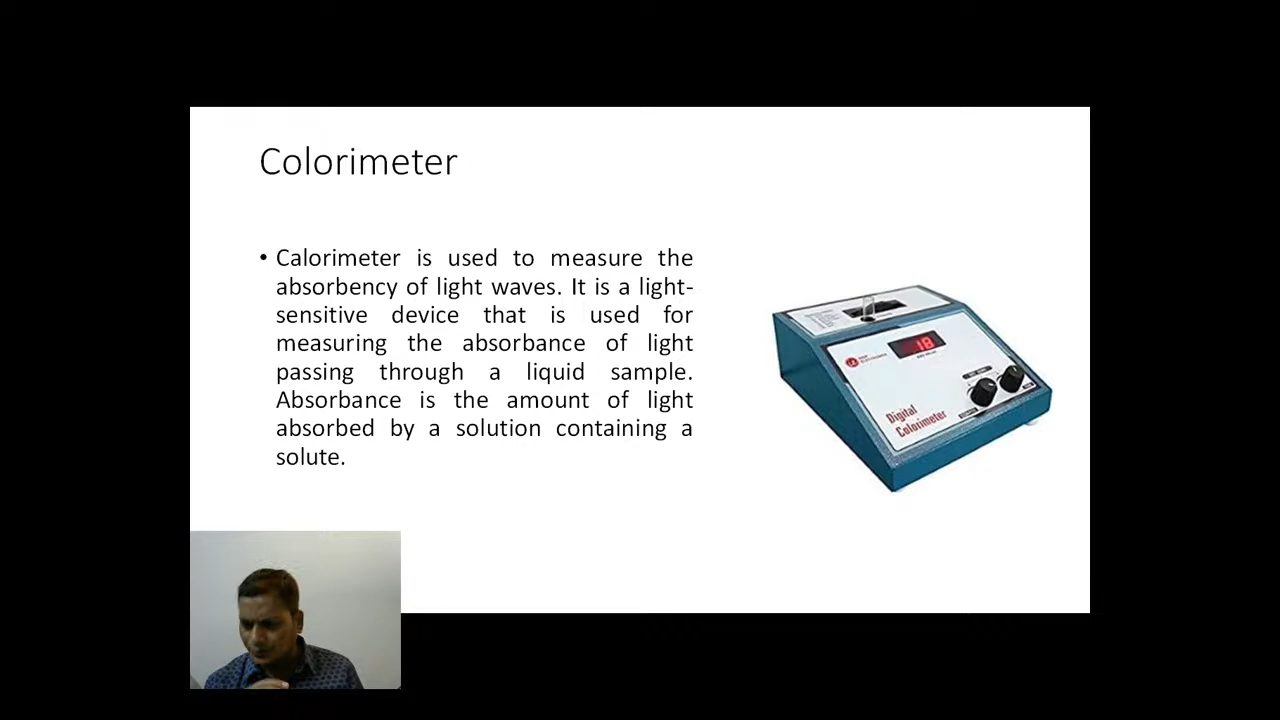 Colorimeter
• Calorimeter is used to measure the
absorbency of light waves. It is a light-
sensitive device that is used for
measuring the absorbance of light
passing through a liquid sample.
Absorbance is the amount of light
absorbed by a solution containing a
solute.
18
Digital
Colorimeter